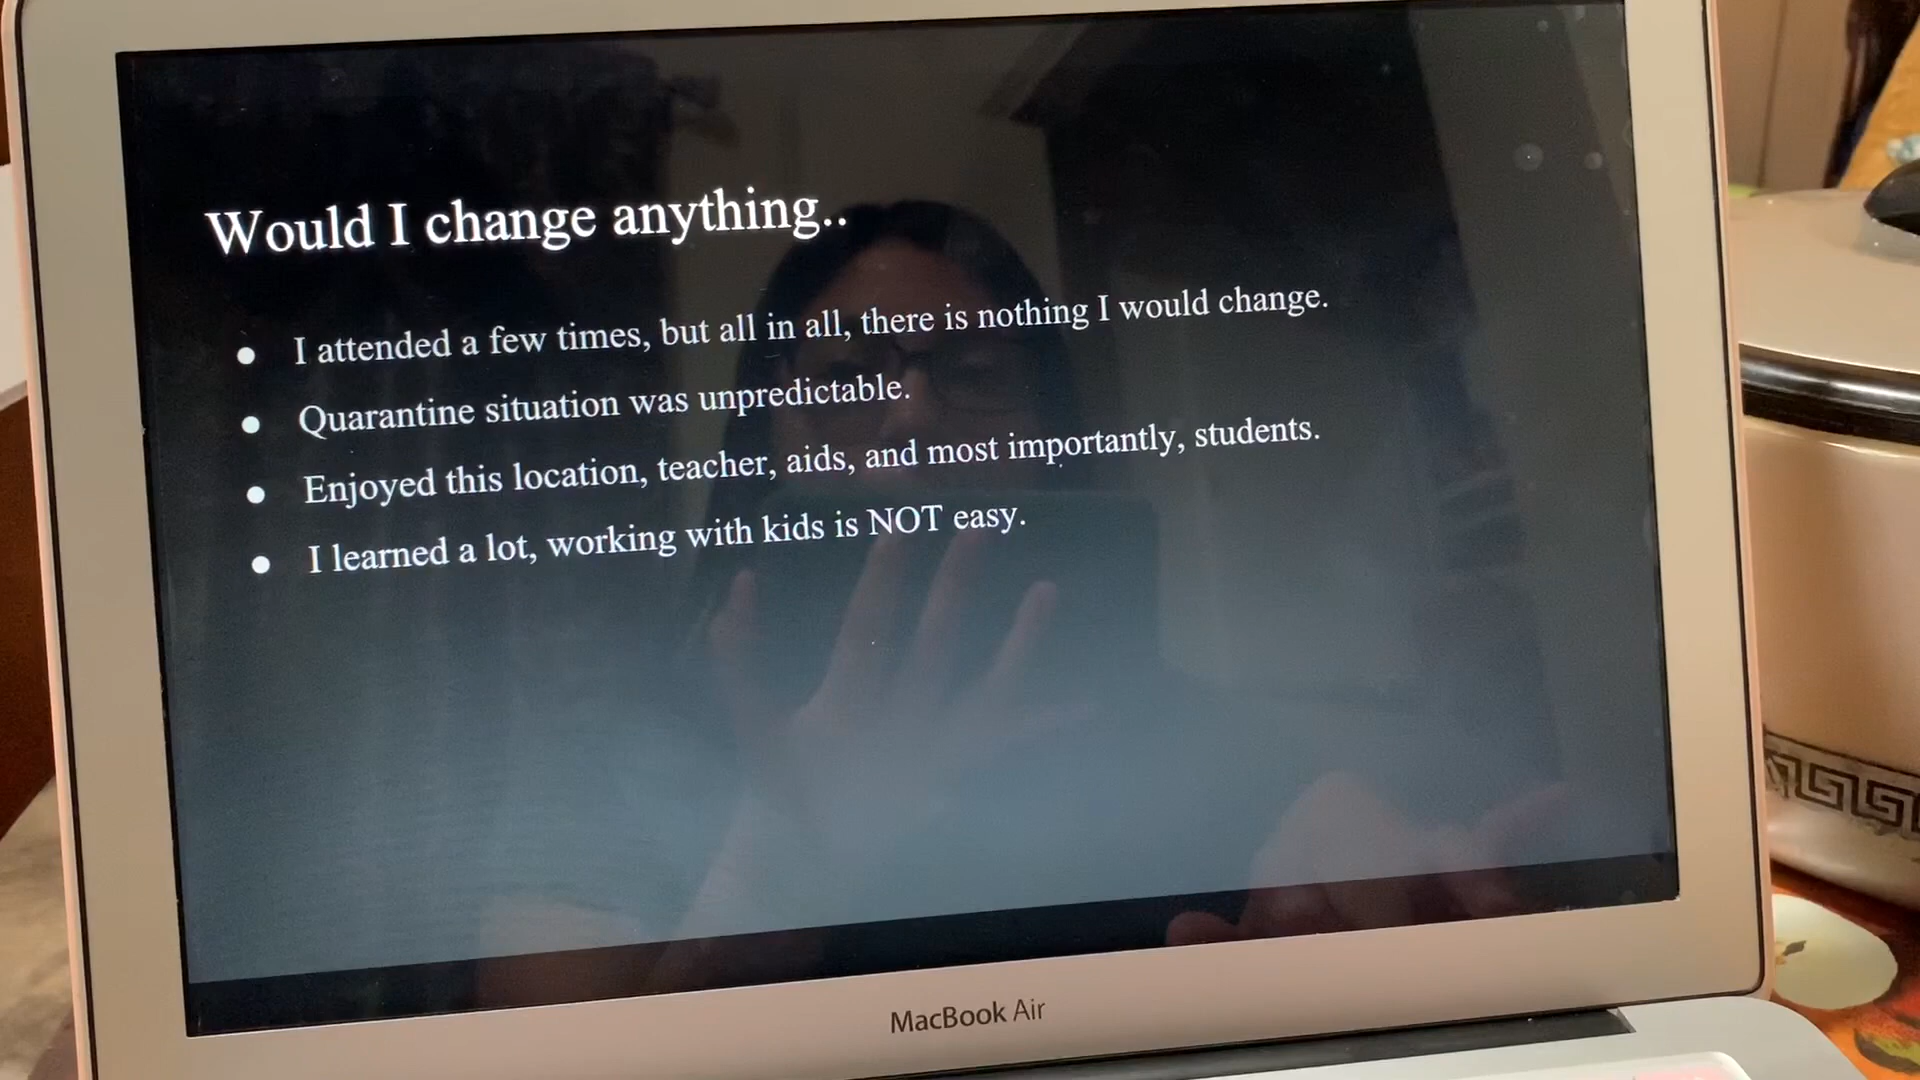 Would I change anything..
● I attended a few times, but all in all, there is nothing I would change.
● Quarantine situation was unpredictable.
● Enjoyed this location, teacher, aids, and most importantly, students.
● I learned a lot, working with kids is NOT easy.
MacBook Air